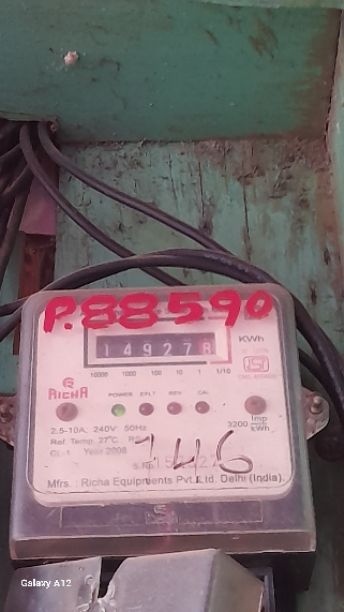 P.88590
149278 KWh
10000 1000 100 10 1 1/10
RICHA
POWER EFLT REV. CAL
2.5-10A, 240V 50Hz
3200 Imp/kWh
Ref. Temp. 27°C
CL-1 Year 2008
146
S.No.
Mfrs.: Richa Equipments Pvt. Ltd. Delhi (India).
Galaxy A12